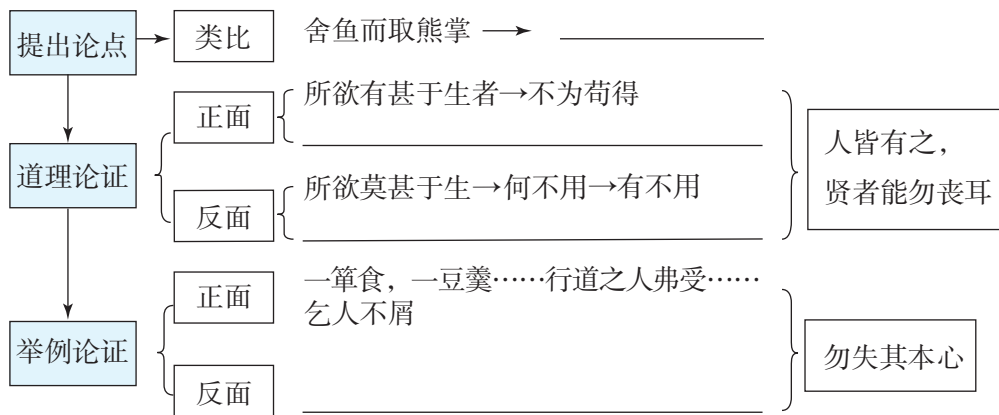 提出论点
类比
舍鱼而取熊掌
正面
所欲有甚于生者→不为苟得
道理论证
反面
所欲莫甚于生→何不用→有不用
人皆有之，
贤者能勿丧耳
正面
一箪食，一豆羹……行道之人弗受……
乞人不屑
举例论证
反面
勿失其本心